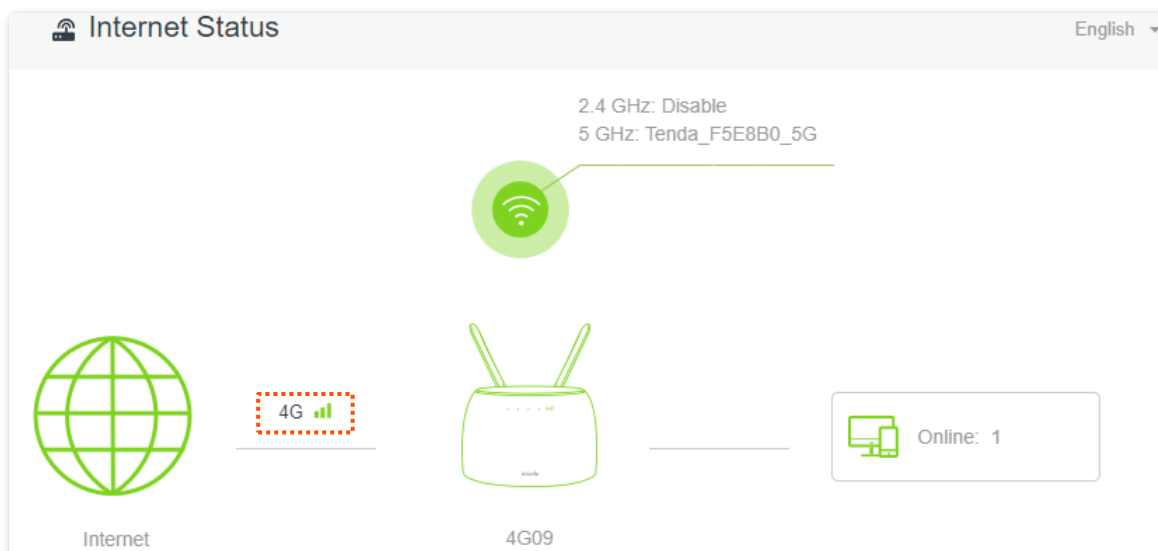 Internet Status
English
2.4 GHz: Disable
5 GHz: Tenda_F5E8B0_5G
4G
Online: 1
Internet
4G09